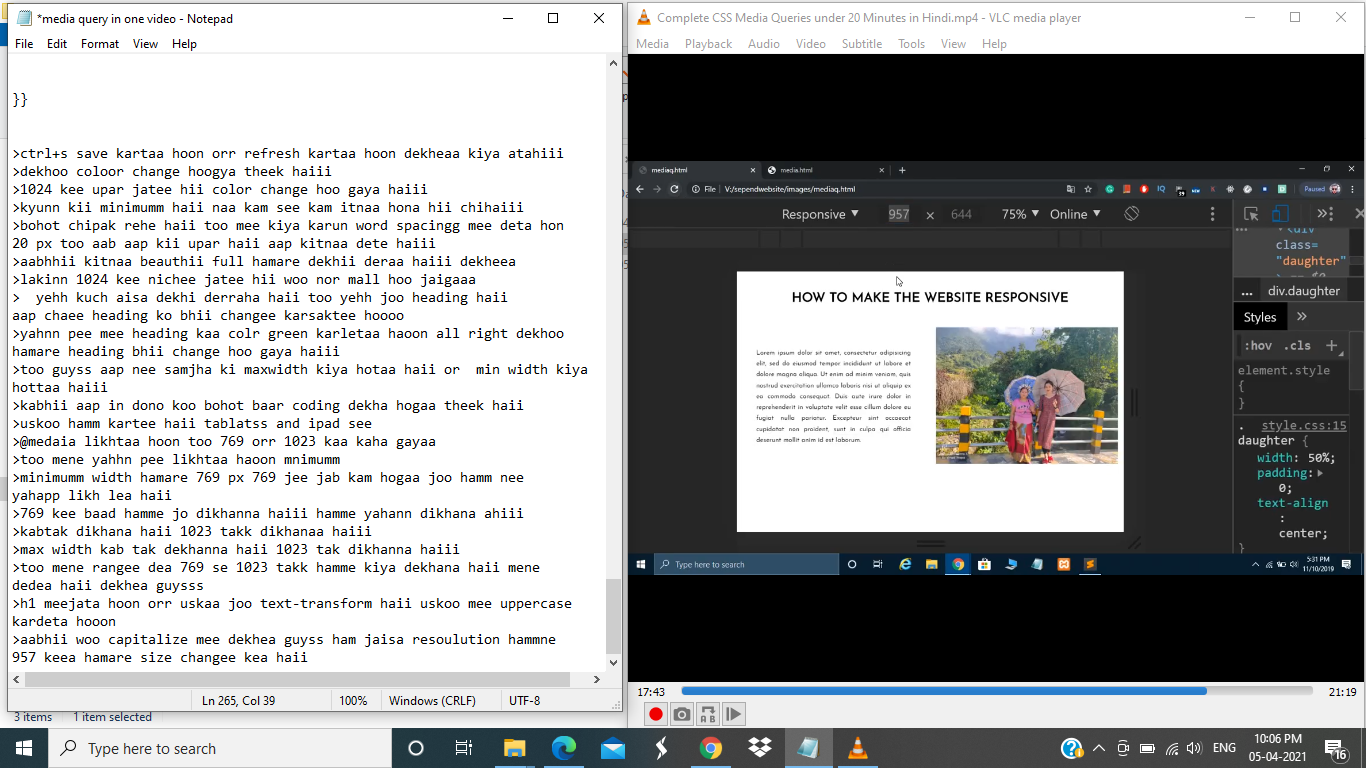 *media query in one video - Notepad
File Edit Format View Help
}}
>ctrl+s save kartaa hoon orr refresh kartaa hoon dekheaa kiya atahiii
>dekhoo coloor change hoogya theek haiii
>1024 kee upar jatee hii color change hoo gaya haiii
>kyunn kii minimumm haii naa kam see kam itnaa hona hii chihaiii
>bohot chipak rehe haii too mee kiya karun word spacingg mee deta hon
20 px too aab aap kii upar haii aap kitnaa dete haiii
>aabhhii kitnaa beauthii full hamare dekhii deraa haiii dekheea
>lakinn 1024 kee nichee jatee hii woo nor mall hoo jaigaaa
>  yehh kuch aisa dekhi derraha haii too yehh joo heading haii
aap chaee heading ko bhii changee karsaktee hoooo
>yahnn pee mee heading kaa colr green karletaa haoon all right dekhoo
hamare heading bhii change hoo gaya haiii
>too guyss aap nee samjha ki maxwidth kiya hotaa haii or  min width kiya
hottaa haiii
>kabhii aap in dono koo bohot baar coding dekha hogaa theek haii
>uskoo hamm kartee haii tablatss and ipad see
>@medaia likhtaa hoon too 769 orr 1023 kaa kaha gayaa
>too mene yahhn pee likhtaa haoon mnimumm
>minimumm width hamare 769 px 769 jee jab kam hogaa joo hamm nee
yahapp likh lea haii
>769 kee baad hamme jo dikhanna haiii hamme yahann dikhana ahiii
>kabtak dikhana haii 1023 takk dikhanaa haiii
>max width kab tak dekhanna haii 1023 tak dikhanna haiii
>too mene rangee dea 769 se 1023 takk hamme kiya dekhana haii mene
dedea haii dekhea guysss
>h1 meejata hoon orr uskaa joo text-transform haii uskoo mee uppercase
kardeta hooon
>aabhii woo capitalize mee dekhea guyss ham jaisa resoulution hammne
957 keea hamare size changee kea haii
Ln 265, Col 39 100% Windows (CRLF) UTF-8
3 items 1 item selected
Complete CSS Media Queries under 20 Minutes in Hindi.mp4 - VLC media player
Media Playback Audio Video Subtitle Tools View Help
mediaq.html media.html
File V:/sependwebsite/images/mediaq.html Paused
Responsive 957 × 644 75% Online
HOW TO MAKE THE WEBSITE RESPONSIVE
Lorem ipsum dolor sit amet, consectetur adipisicing
elit, sed do eiusmod tempor incididunt ut labore et
dolore magna aliqua. Ut enim ad minim veniam, quis
nostrud exercitation ullamco laboris nisi ut aliquip ex
ea commodo consequat. Duis aute irure dolor in
reprehenderit in voluptate velit esse cillum dolore eu
fugiat nulla pariatur. Excepteur sint occaecat
cupidatat non proident, sunt in culpa qui officia
deserunt mollit anim id est laborum.
<div
class=
"daughter"
... div.daughter
Styles
:hov .cls
element.style
{
}
. style.css:15
daughter {
width: 50%;
padding:
0;
text-align
:
center;
}
Type here to search
5:31 PM
11/10/2019
17:43 21:19
Type here to search
ENG
10:06 PM
05-04-2021
16